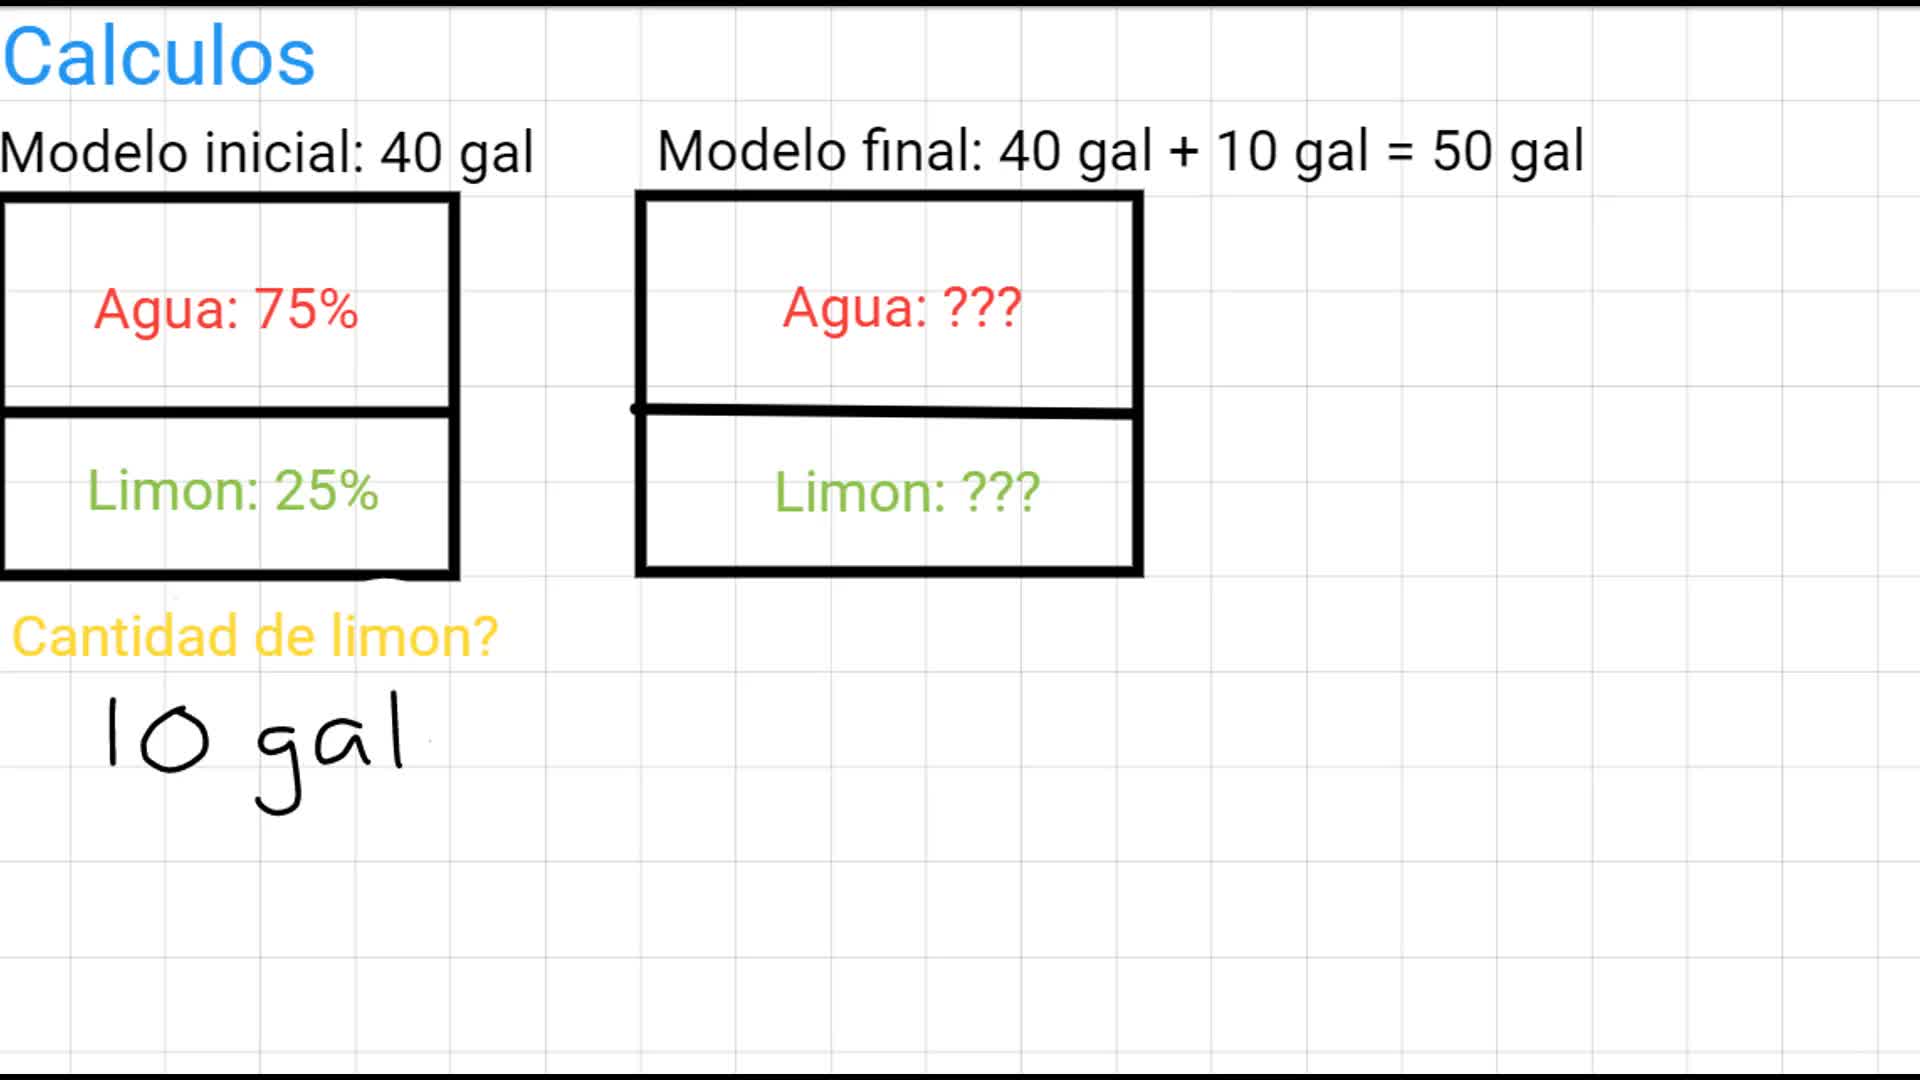 Calculos
Modelo inicial: 40 gal
Agua: 75%
Limon: 25%
Cantidad de limon?
10 gal
Modelo final: 40 gal + 10 gal = 50 gal
Agua: ???
Limon: ???